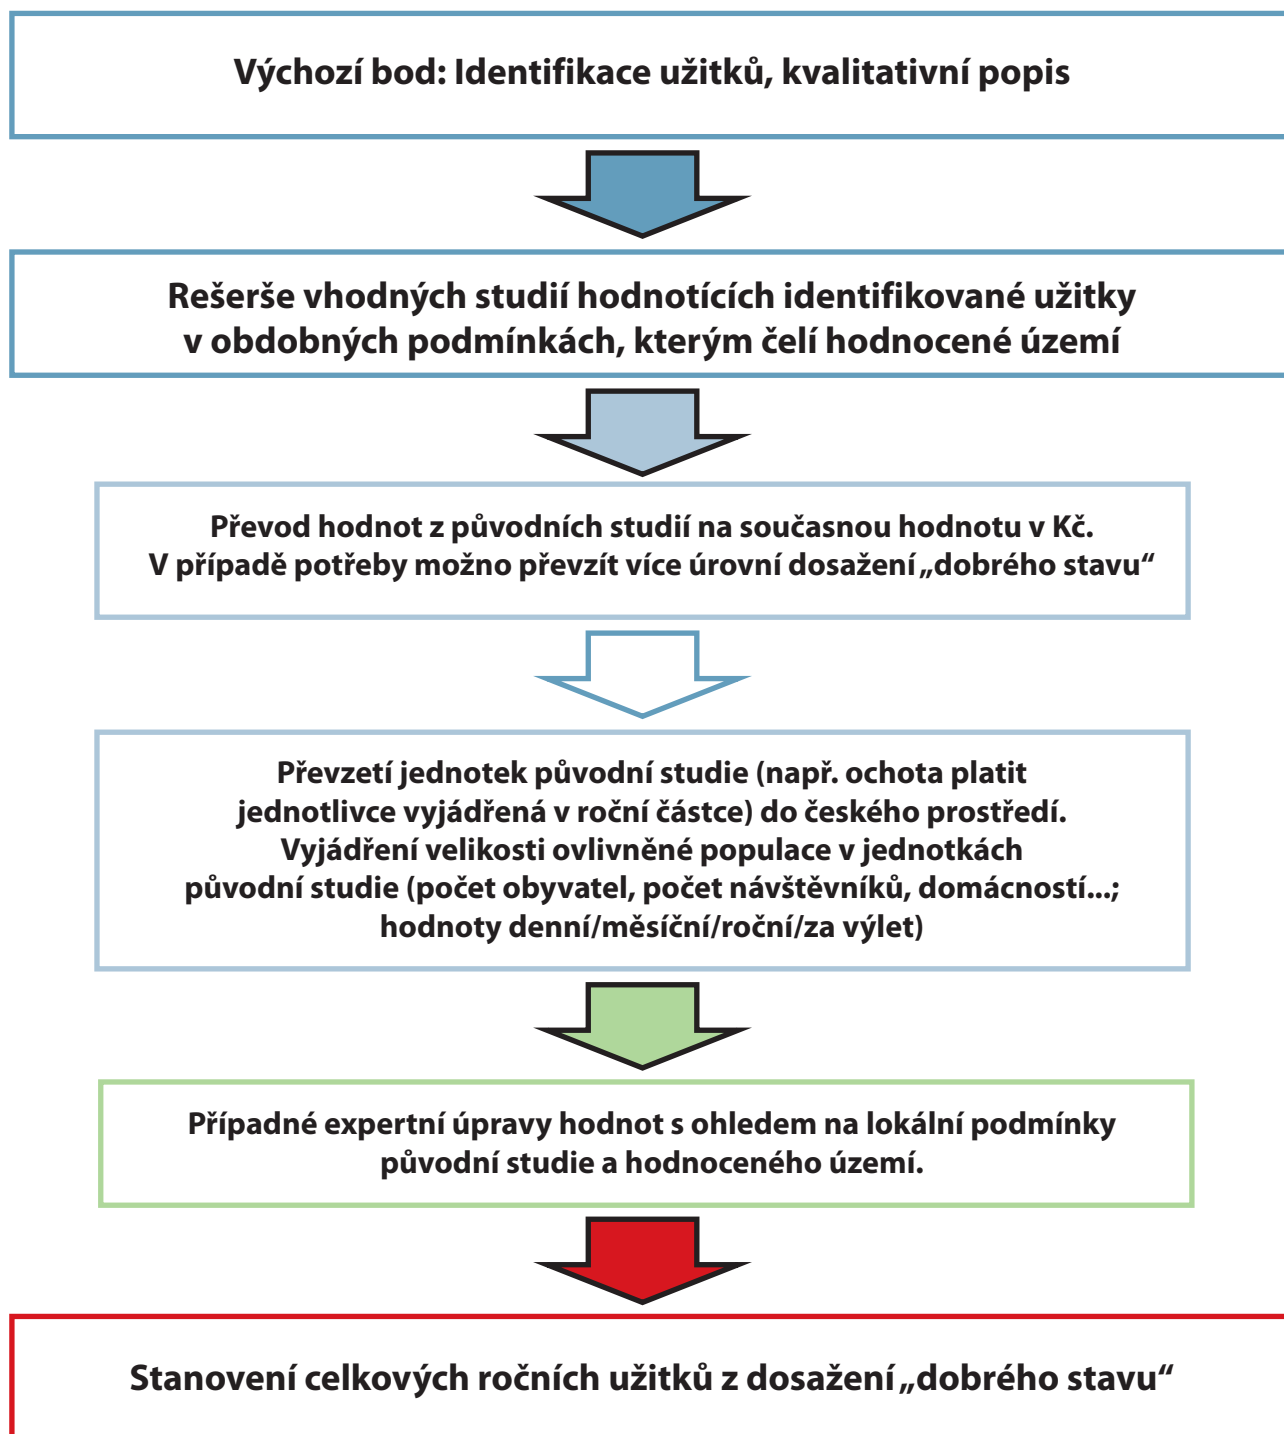 Výchozí bod: Identifikace užitků, kvalitativní popis
Rešerše vhodných studií hodnotících identifikované užitky
v obdobných podmínkách, kterým čelí hodnocené území
Převod hodnot z původních studií na současnou hodnotu v Kč.
V případě potřeby možno převzít více úrovní dosažení „dobrého stavu“
Převzetí jednotek původní studie (např. ochota platit
jednotlivce vyjádřená v roční částce) do českého prostředí.
Vyjádření velikosti ovlivněné populace v jednotkách
původní studie (počet obyvatel, počet návštěvníků, domácností...;
hodnoty denní/měsíční/roční/za výlet)
Případné expertní úpravy hodnot s ohledem na lokální podmínky
původní studie a hodnoceného území.
Stanovení celkových ročních užitků z dosažení „dobrého stavu“